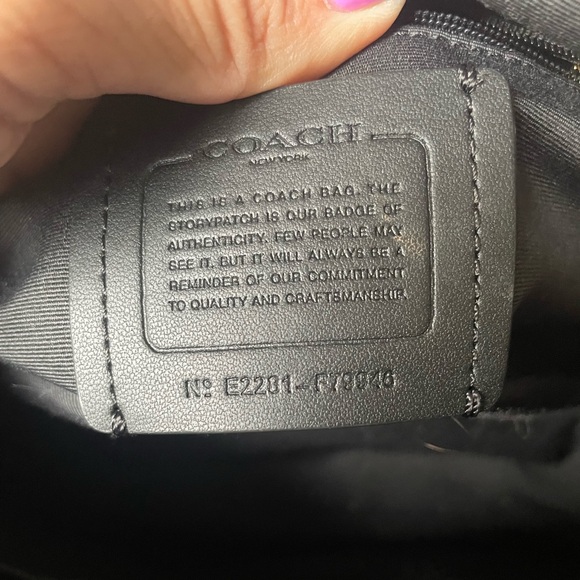 COACH
NEW YORK
THIS IS A COACH BAG. THE
STORYPATCH IS OUR BADGE OF
AUTHENTICITY. FEW PEOPLE MAY
SEE IT, BUT IT WILL ALWAYS BE A
REMINDER OF OUR COMMITMENT
TO QUALITY AND CRAFTSMANSHIP.
Nº E2281-F79946